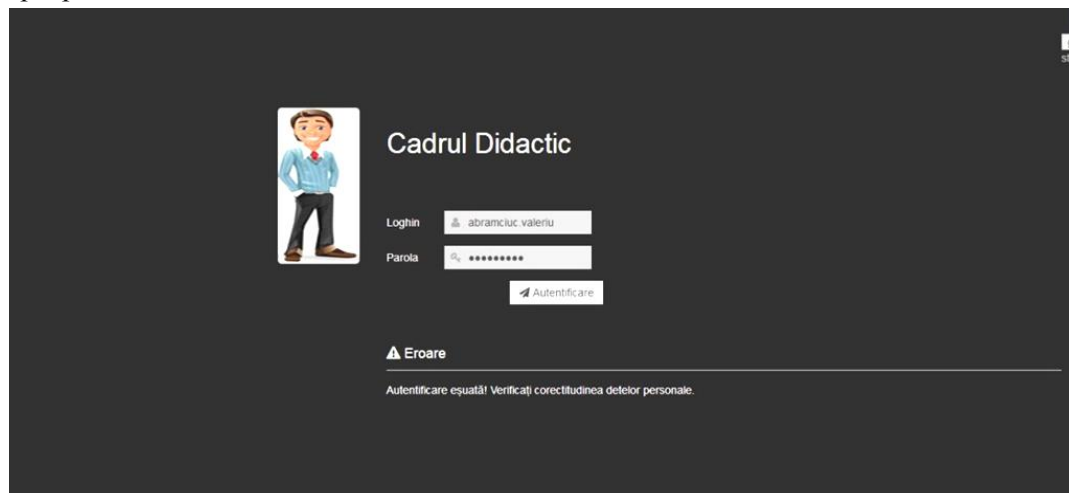 Cadrul Didactic
Loghin abramciuc.valeriu
Parola •••••••••
Autentificare
Eroare
Autentificare eșuată! Verificați corectitudinea detelor personale.